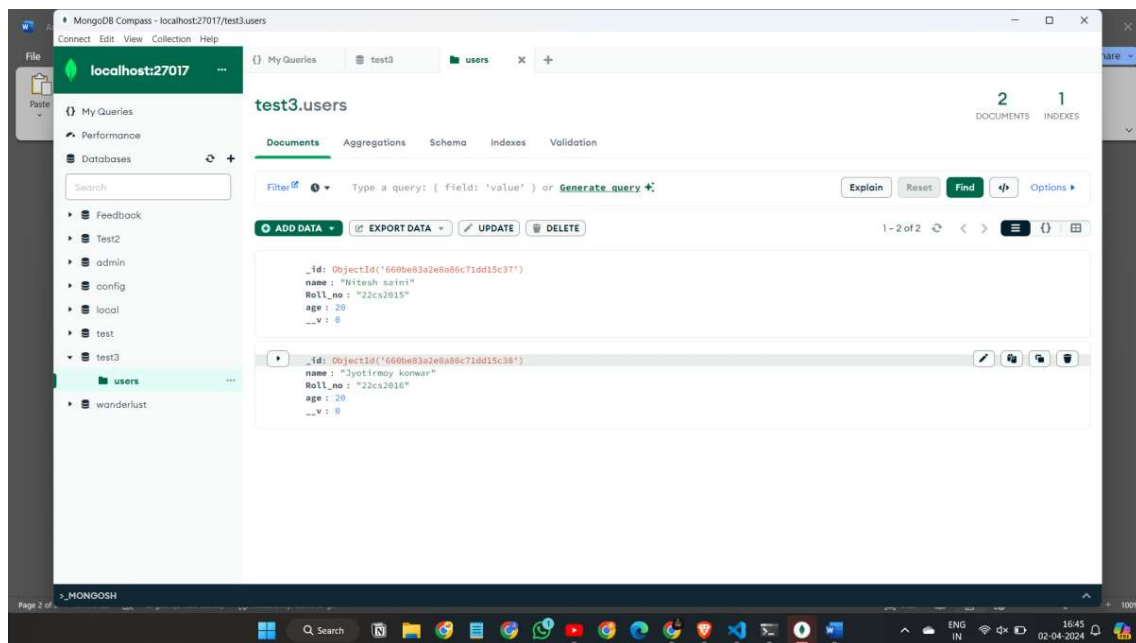 MongoDB Compass - localhost:27017/test3.users
Connect Edit View Collection Help
File
Paste
localhost:27017 ...
{} My Queries
test3
users
{} My Queries
Performance
Databases
Search
Feedback
Test2
admin
config
local
test
test3
users ...
wanderlust
test3.users
2
DOCUMENTS
1
INDEXES
Documents Aggregations Schema Indexes Validation
Filter Type a query: { field: 'value' } or Generate query
Explain Reset Find </> Options
ADD DATA EXPORT DATA UPDATE DELETE
1 - 2 of 2
{}
_id: ObjectId('660be83a2e8a86c71dd15c37')
name : "Nitesh saini"
Roll_no : "22cs2015"
age : 20
__v : 0
_id: ObjectId('660be83a2e8a86c71dd15c38')
name : "Jyotirmoy konwar"
Roll_no : "22cs2016"
age : 20
__v : 0
>_MONGOSH
Page 2 of
Search
ENG
IN
16:45
02-04-2024